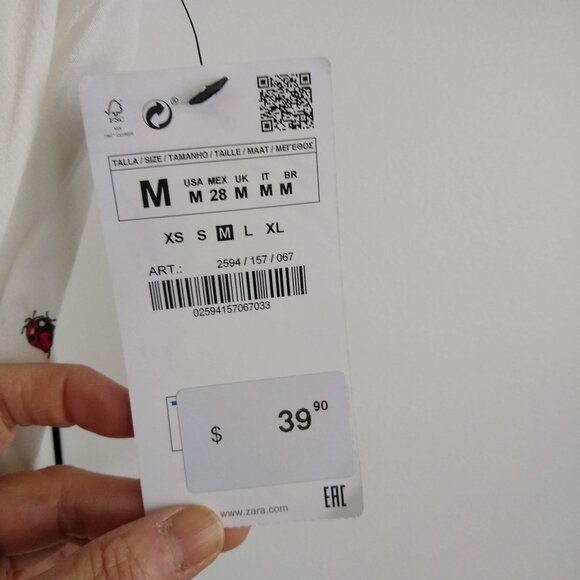 FSC
®
TALLA / SIZE / TAMANHO / TAILLE / MAAT / ΜΕΓΕΘΟΣ
M
USA MEX UK IT BR
M 28 M M M
XS S M L XL
ART.: 2594 / 157 / 067
02594157067033
$ 39 90
www.zara.com
EAC